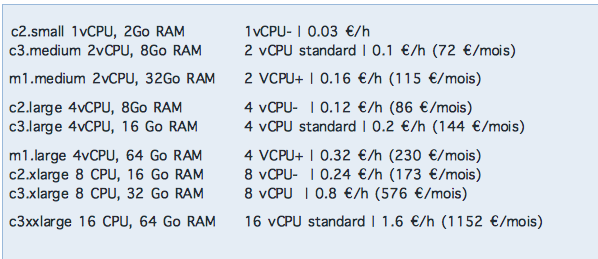 c2.small 1vCPU, 2Go RAM 1vCPU- | 0.03 €/h
c3.medium 2vCPU, 8Go RAM 2 vCPU standard | 0.1 €/h (72 €/mois)
m1.medium 2vCPU, 32Go RAM 2 VCPU+ | 0.16 €/h (115 €/mois)
c2.large 4vCPU, 8Go RAM 4 vCPU- | 0.12 €/h (86 €/mois)
c3.large 4vCPU, 16 Go RAM 4 vCPU standard | 0.2 €/h (144 €/mois)
m1.large 4vCPU, 64 Go RAM 4 VCPU+ | 0.32 €/h (230 €/mois)
c2.xlarge 8 CPU, 16 Go RAM 8 vCPU- | 0.24 €/h (173 €/mois)
c3.xlarge 8 CPU, 32 Go RAM 8 vCPU | 0.8 €/h (576 €/mois)
c3xxlarge 16 CPU, 64 Go RAM 16 vCPU standard | 1.6 €/h (1152 €/mois)